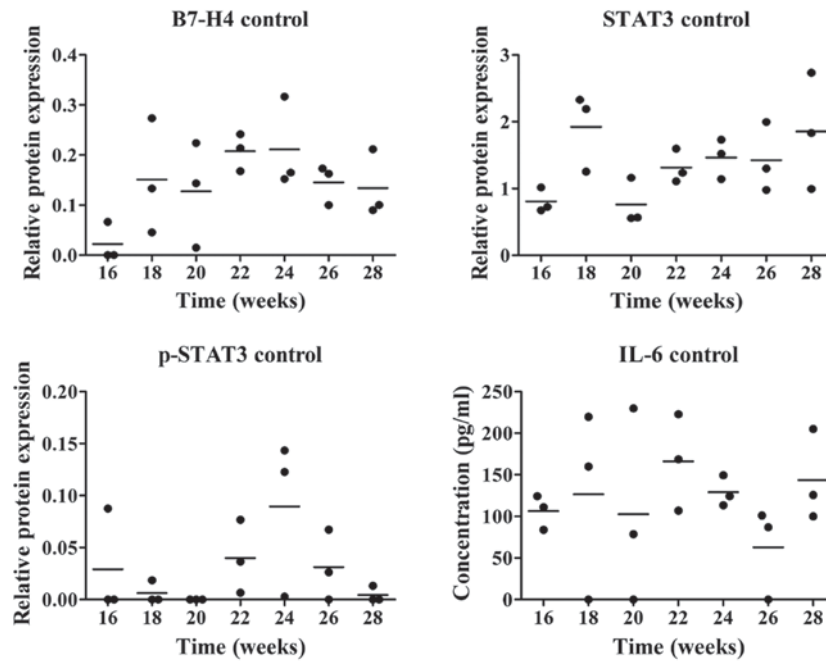 B7-H4 control
Relative protein expression
0.4
0.3
0.2
0.1
0.0
16 18 20 22 24 26 28
Time (weeks)
STAT3 control
Relative protein expression
3
2
1
0
16 18 20 22 24 26 28
Time (weeks)
p-STAT3 control
Relative protein expression
0.20
0.15
0.10
0.05
0.00
16 18 20 22 24 26 28
Time (weeks)
IL-6 control
Concentration (pg/ml)
250
200
150
100
50
0
16 18 20 22 24 26 28
Time (weeks)